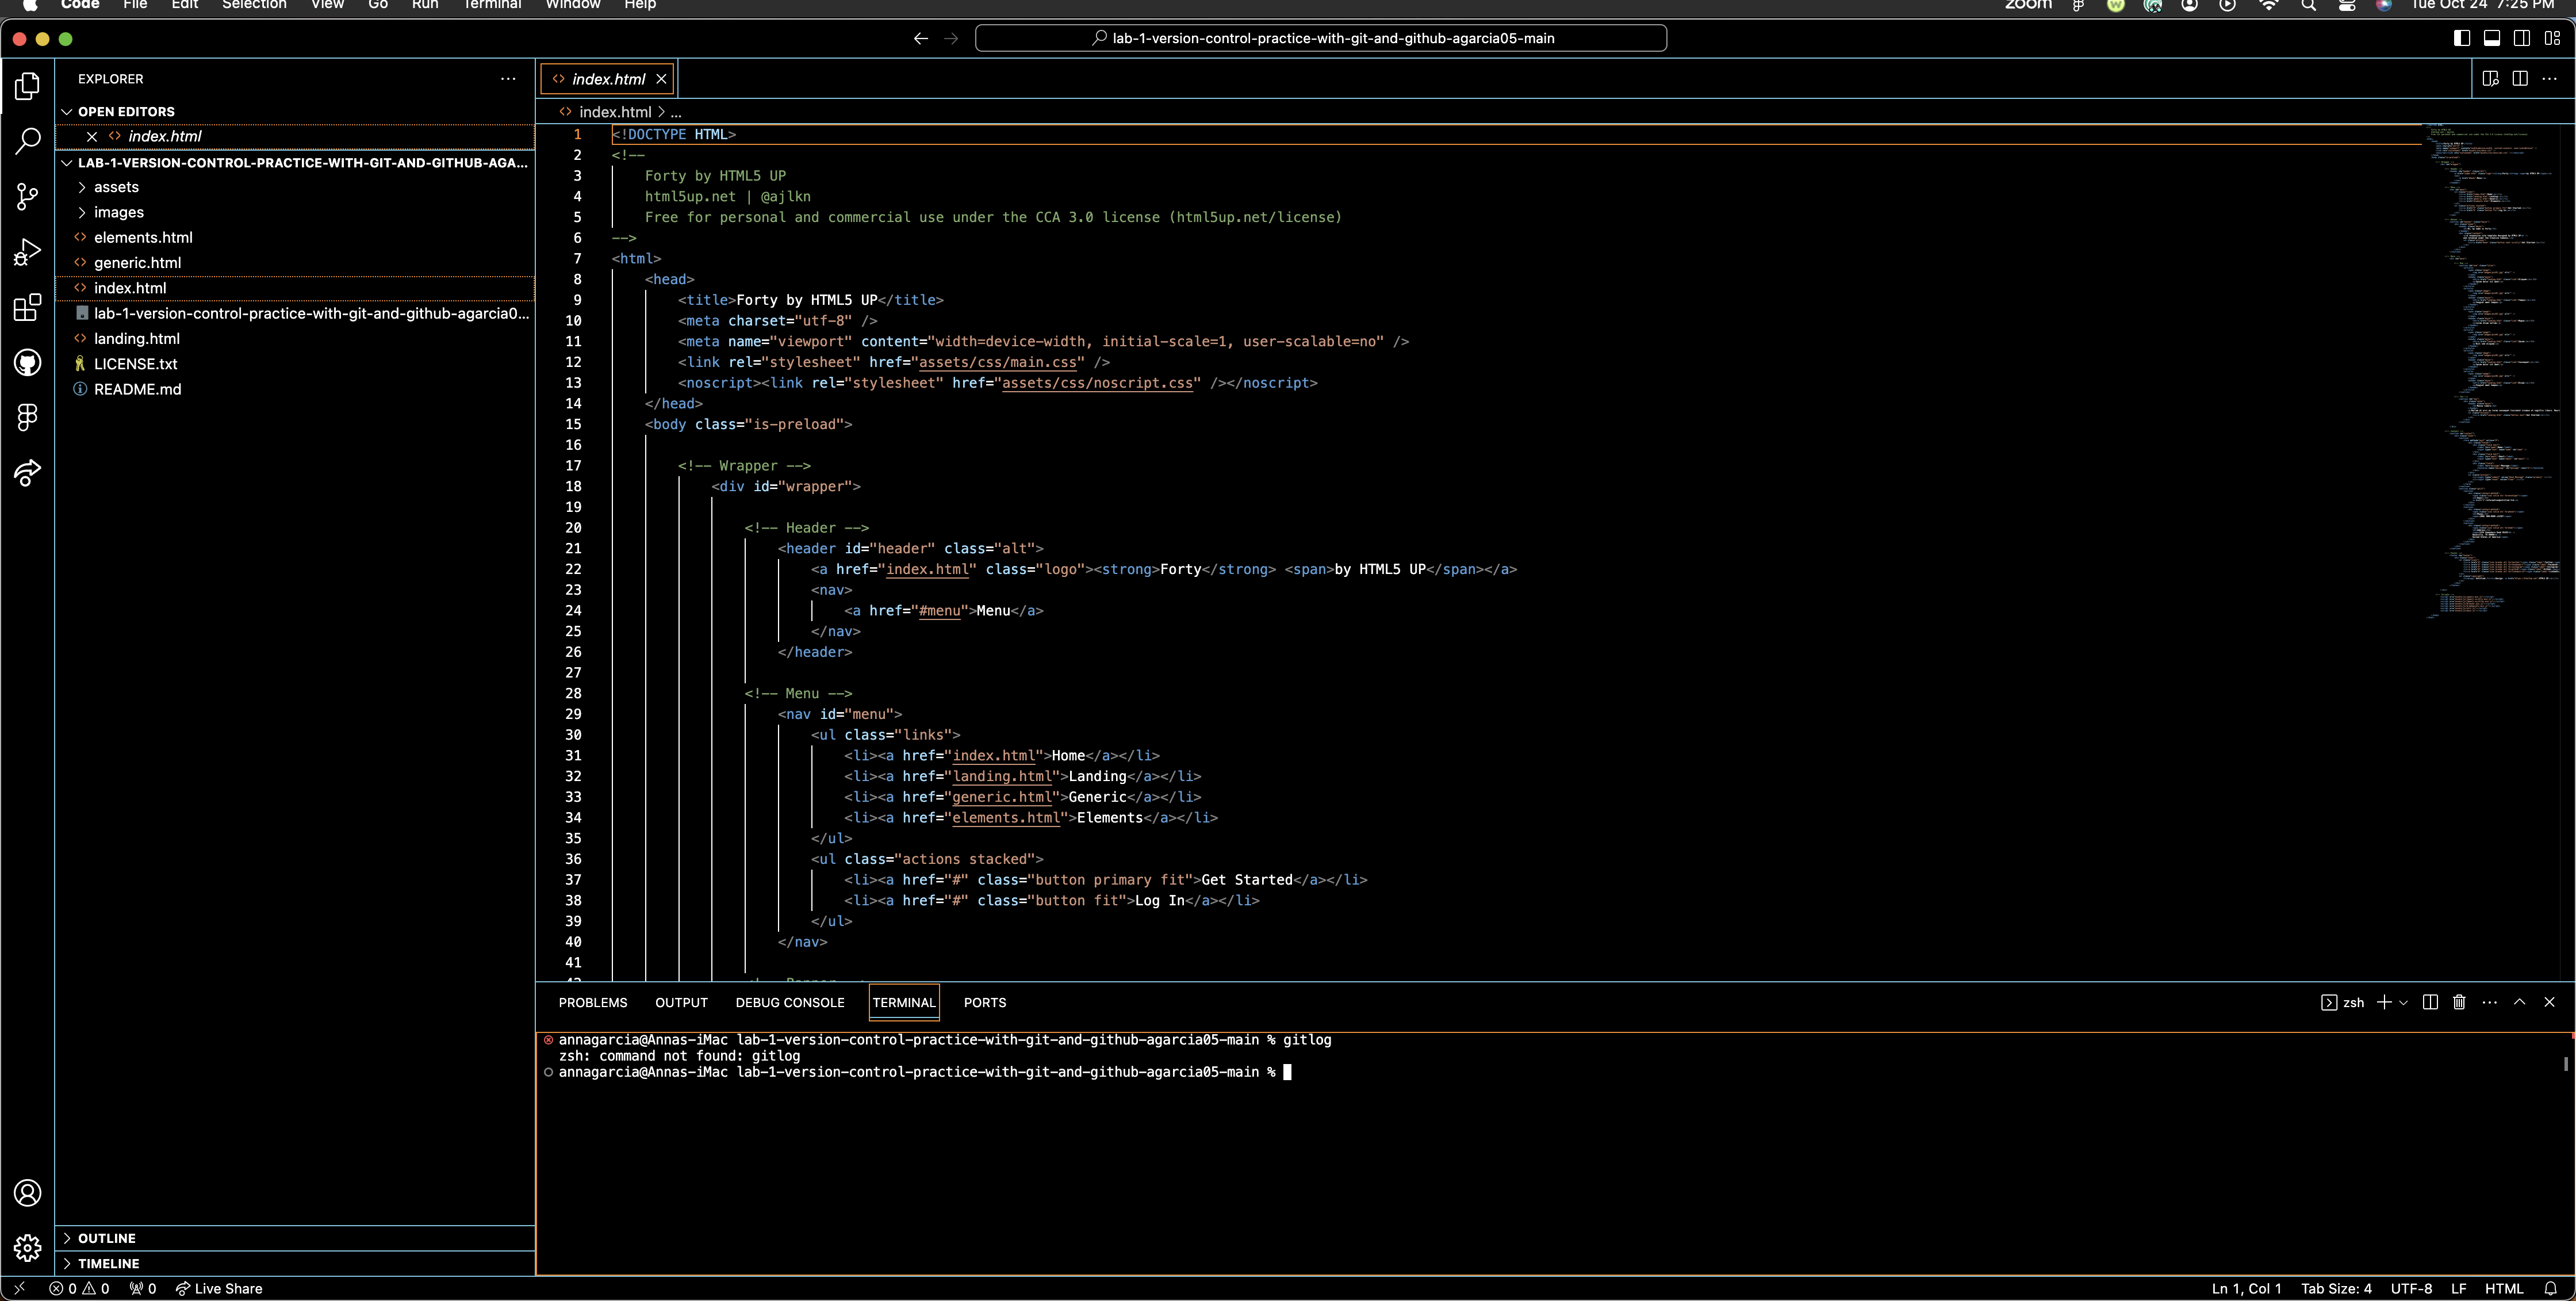 Code File Edit Selection View Go Run Terminal Window Help zoom Tue Oct 24 7:25 PM
lab-1-version-control-practice-with-git-and-github-agarcia05-main
EXPLORER
OPEN EDITORS
index.html
LAB-1-VERSION-CONTROL-PRACTICE-WITH-GIT-AND-GITHUB-AGA...
assets
images
elements.html
generic.html
index.html
lab-1-version-control-practice-with-git-and-github-agarcia0...
landing.html
LICENSE.txt
README.md
OUTLINE
TIMELINE
index.html
index.html > ...
1 <!DOCTYPE HTML>
2 <!--
3 Forty by HTML5 UP
4 html5up.net | @ajlkn
5 Free for personal and commercial use under the CCA 3.0 license (html5up.net/license)
6 -->
7 <html>
8 <head>
9 <title>Forty by HTML5 UP</title>
10 <meta charset="utf-8" />
11 <meta name="viewport" content="width=device-width, initial-scale=1, user-scalable=no" />
12 <link rel="stylesheet" href="assets/css/main.css" />
13 <noscript><link rel="stylesheet" href="assets/css/noscript.css" /></noscript>
14 </head>
15 <body class="is-preload">
16
17 <!-- Wrapper -->
18 <div id="wrapper">
19
20 <!-- Header -->
21 <header id="header" class="alt">
22 <a href="index.html" class="logo"><strong>Forty</strong> <span>by HTML5 UP</span></a>
23 <nav>
24 <a href="#menu">Menu</a>
25 </nav>
26 </header>
27
28 <!-- Menu -->
29 <nav id="menu">
30 <ul class="links">
31 <li><a href="index.html">Home</a></li>
32 <li><a href="landing.html">Landing</a></li>
33 <li><a href="generic.html">Generic</a></li>
34 <li><a href="elements.html">Elements</a></li>
35 </ul>
36 <ul class="actions stacked">
37 <li><a href="#" class="button primary fit">Get Started</a></li>
38 <li><a href="#" class="button fit">Log In</a></li>
39 </ul>
40 </nav>
41
PROBLEMS OUTPUT DEBUG CONSOLE TERMINAL PORTS zsh
annagarcia@Annas-iMac lab-1-version-control-practice-with-git-and-github-agarcia05-main % gitlog
zsh: command not found: gitlog
annagarcia@Annas-iMac lab-1-version-control-practice-with-git-and-github-agarcia05-main %
0 0 0 Live Share Ln 1, Col 1 Tab Size: 4 UTF-8 LF HTML